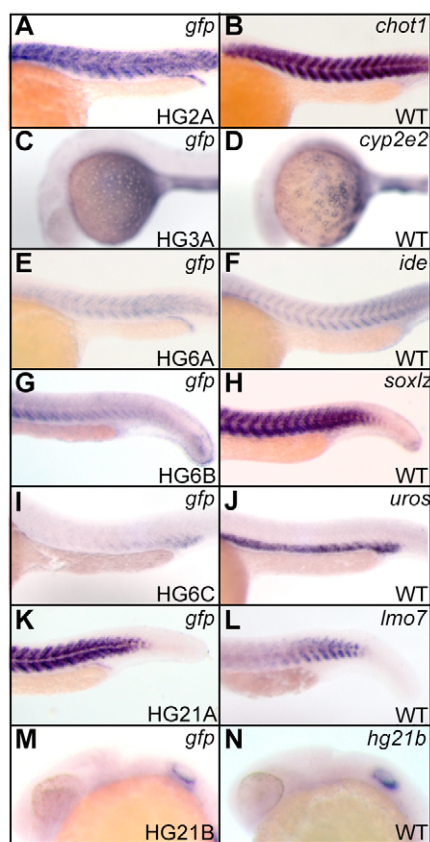 A gfp HG2A
B chot1 WT
C gfp HG3A
D cyp2e2 WT
E gfp HG6A
F ide WT
G gfp HG6B
H soxlz WT
I gfp HG6C
J uros WT
K gfp HG21A
L lmo7 WT
M gfp HG21B
N hg21b WT